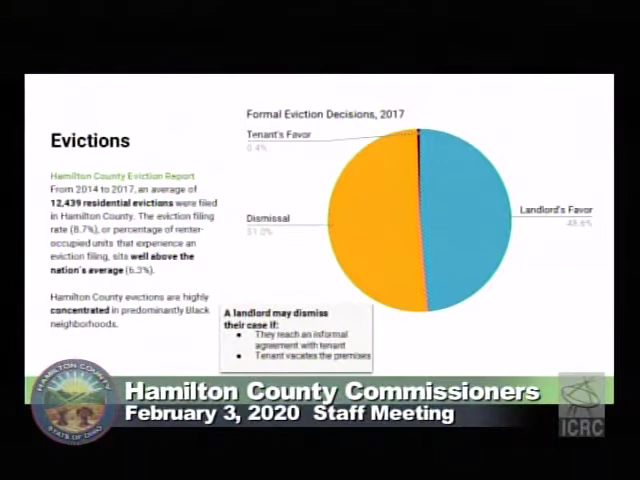 Evictions
Hamilton County Eviction Report
From 2014 to 2017, an average of
12,439 residential evictions were filed
in Hamilton County. The eviction filing
rate (8.7%), or percentage of renter-
occupied units that experience an
eviction filing, sits well above the
nation's average (6.3%).
Hamilton County evictions are highly
concentrated in predominantly Black
neighborhoods.
Formal Eviction Decisions, 2017
Tenant's Favor
0.4%
Dismissal
51.0%
Landlord's Favor
48.6%
A landlord may dismiss
their case if:
● They reach an informal
agreement with tenant
● Tenant vacates the premises
HAMILTON COUNTY
STATE OF OHIO
Hamilton County Commissioners
February 3, 2020 Staff Meeting
ICRC